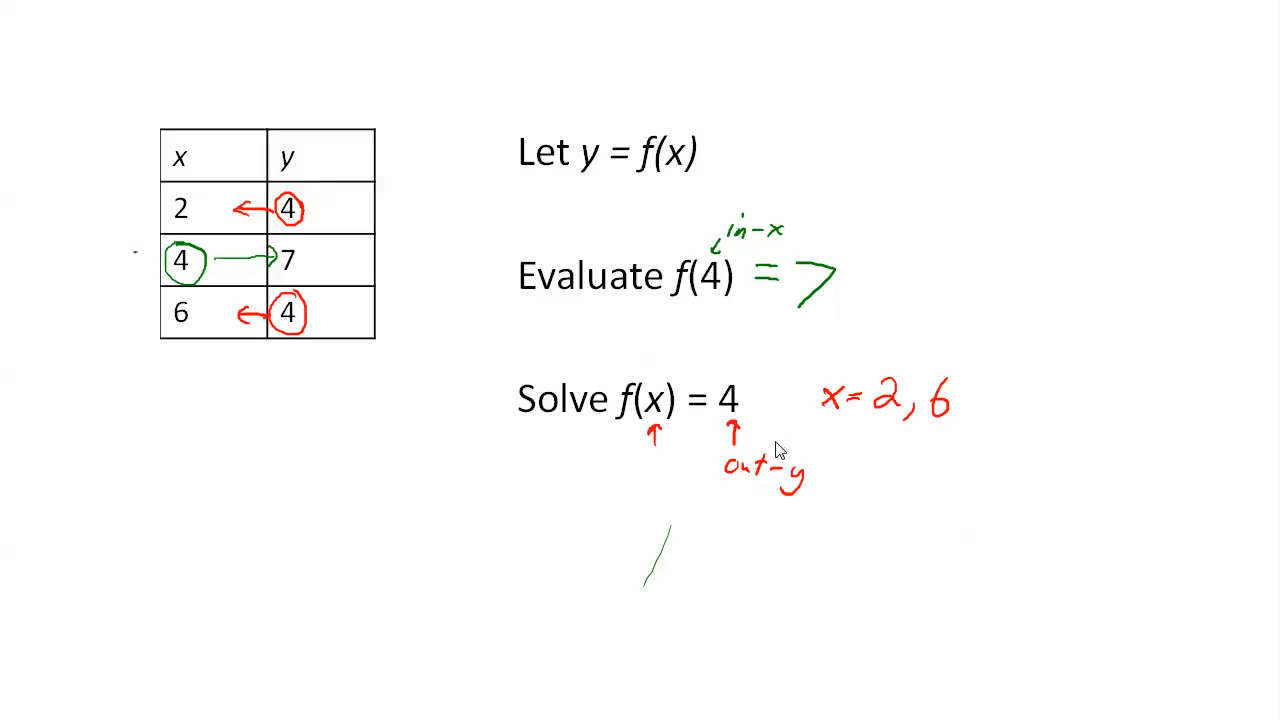 x y
2 4
4 7
6 4
Let y = f(x)
in-x
Evaluate f(4) = 7
Solve f(x) = 4 x = 2, 6
out-y